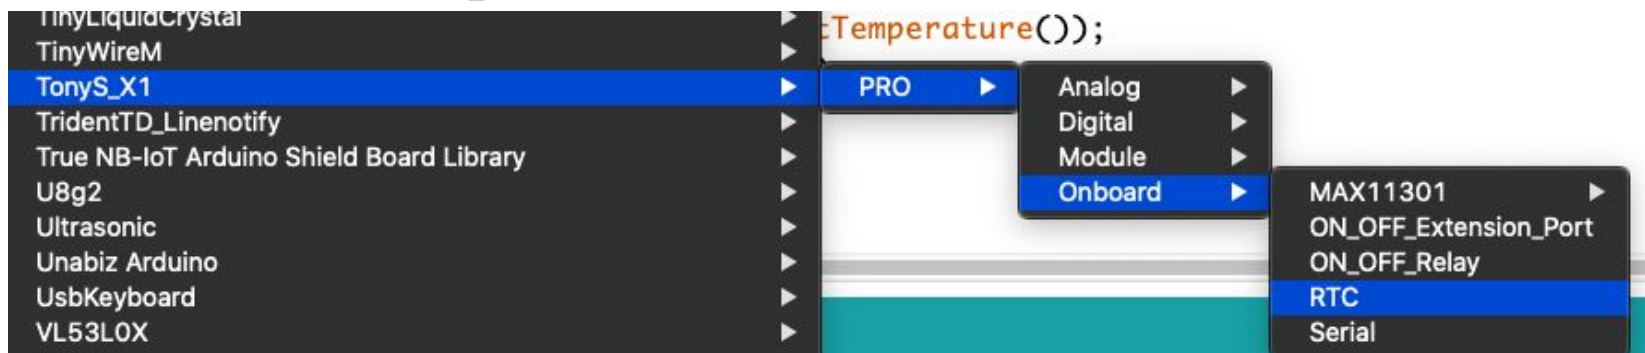 TinyLiquidCrystal
TinyWireM
TonyS_X1
TridentTD_Linenotify
True NB-IoT Arduino Shield Board Library
U8g2
Ultrasonic
Unabiz Arduino
UsbKeyboard
VL53L0X
tTemperature());
PRO
Analog
Digital
Module
Onboard
MAX11301
ON_OFF_Extension_Port
ON_OFF_Relay
RTC
Serial